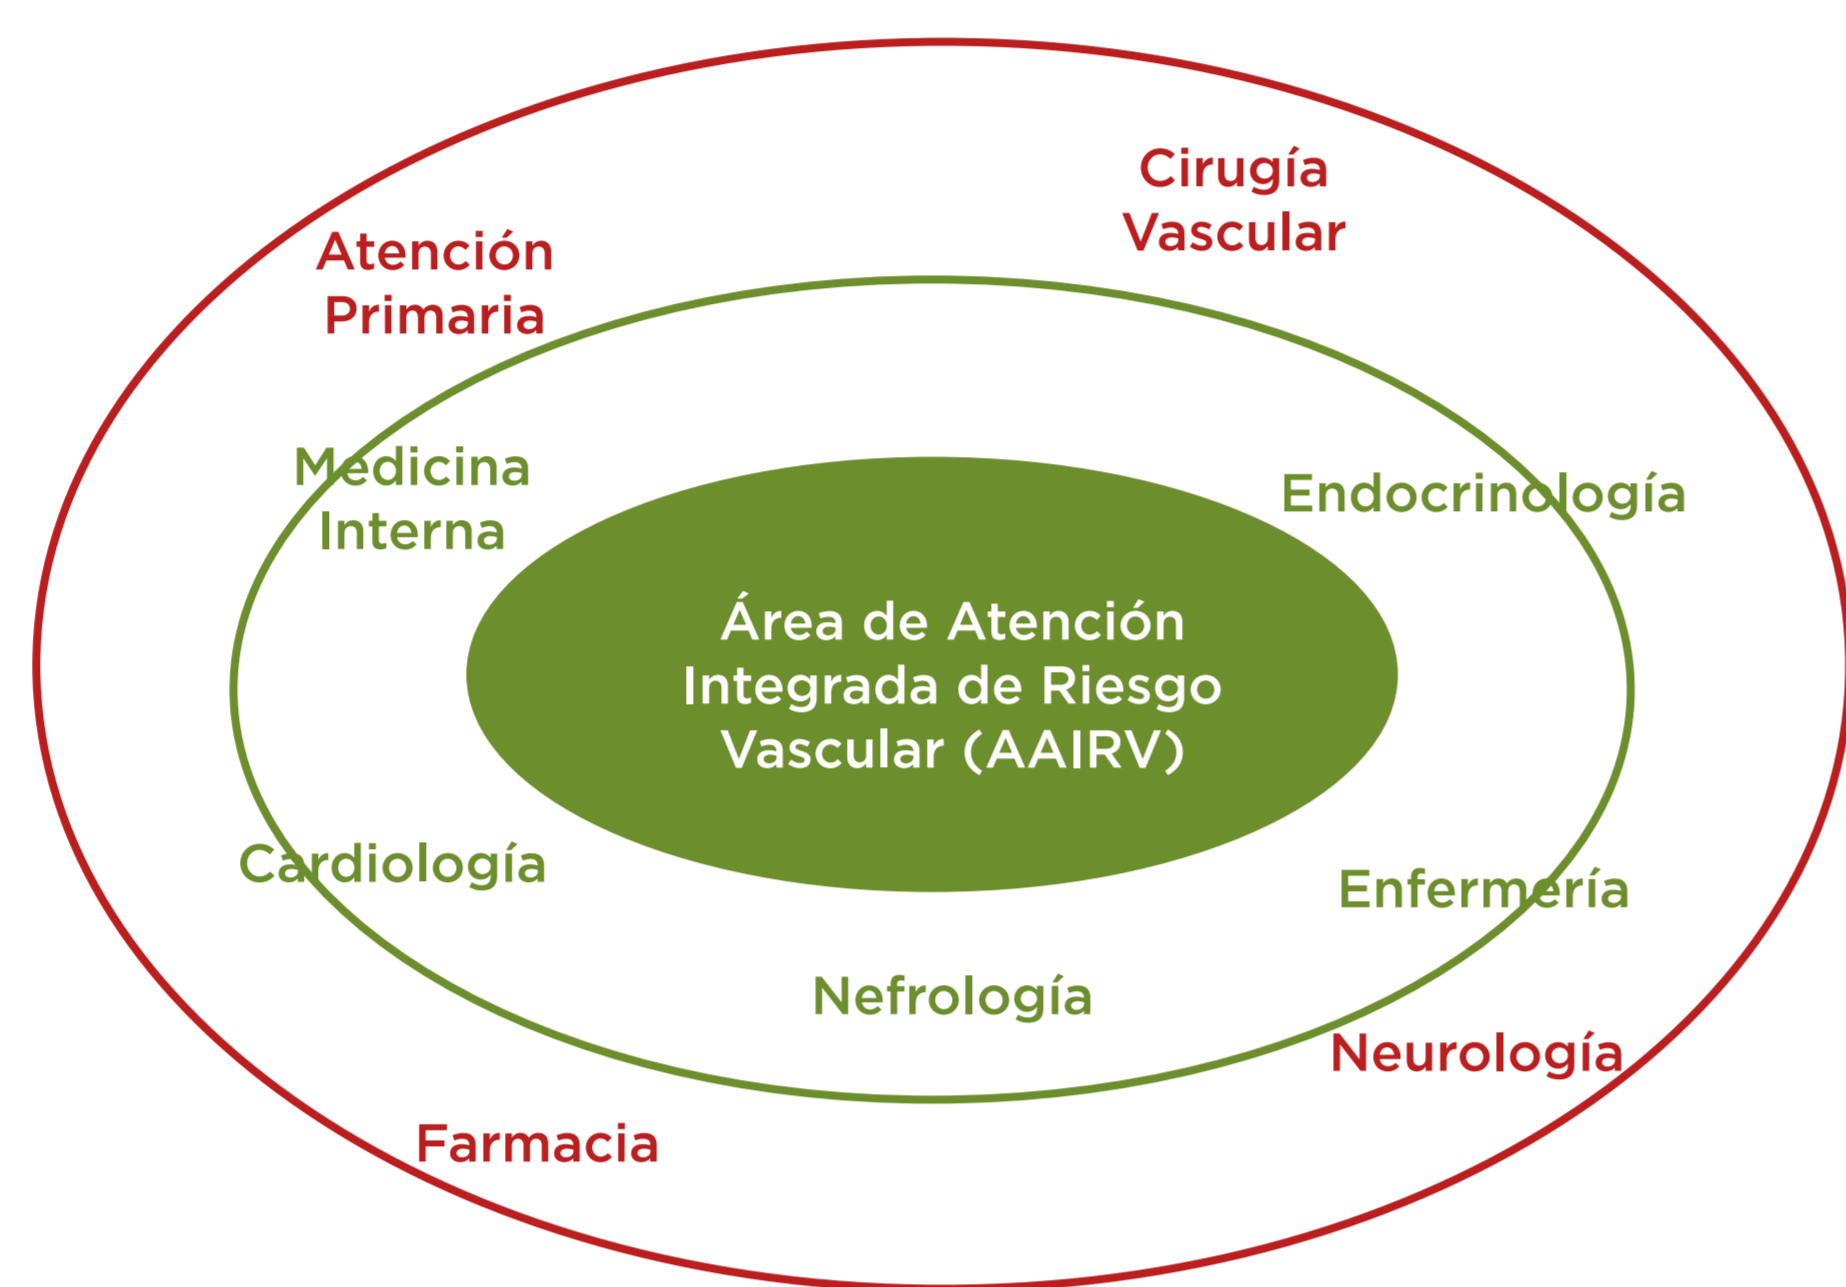 Cirugía
Vascular
Atención
Primaria
Medicina
Interna
Endocrinología
Área de Atención
Integrada de Riesgo
Vascular (AAIRV)
Cardiología
Enfermería
Nefrología
Neurología
Farmacia